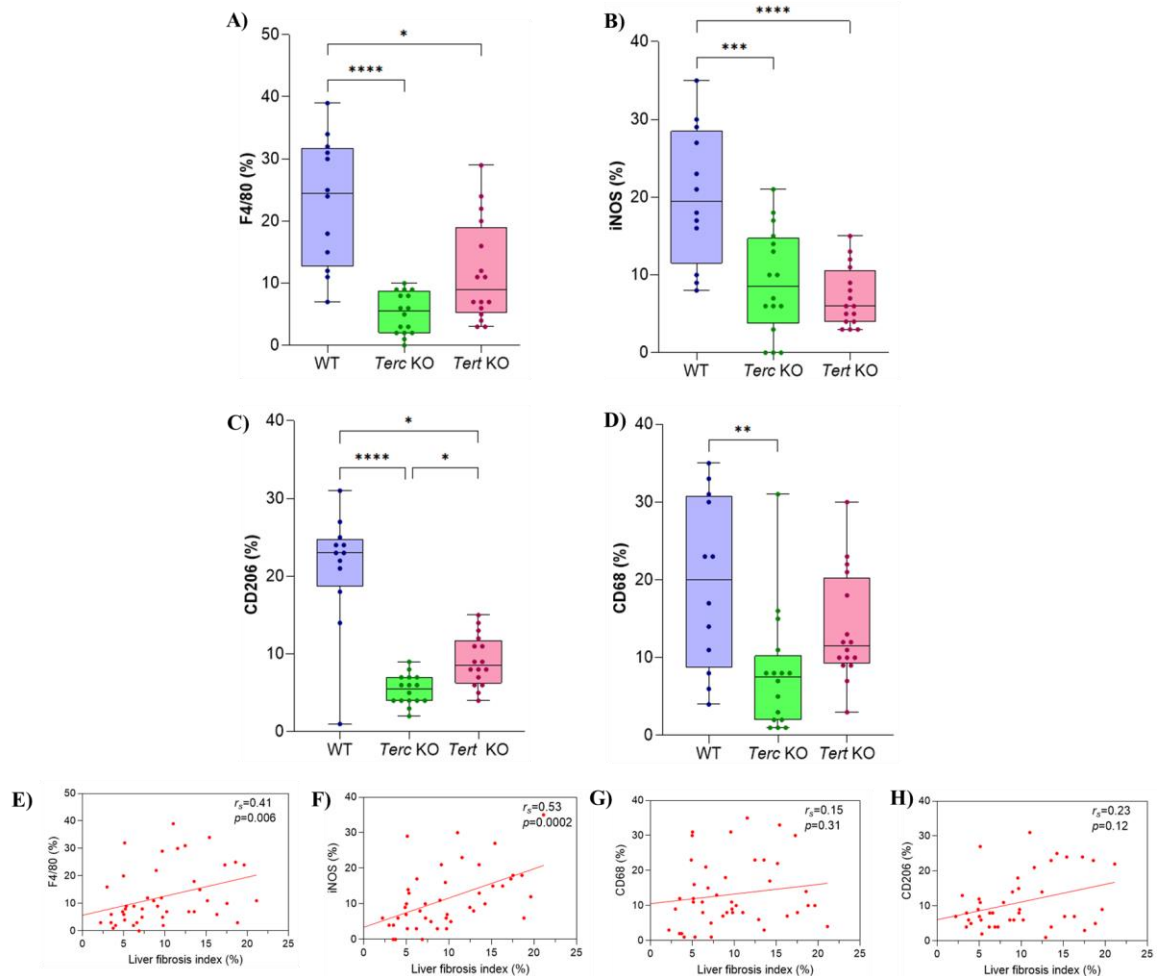 A)
*
****
F4/80 (%)
50
40
30
20
10
0
WT
Terc KO
Tert KO
B)
****
***
iNOS (%)
40
30
20
10
0
WT
Terc KO
Tert KO
C)
*
****
*
CD206 (%)
40
30
20
10
0
WT
Terc KO
Tert KO
D)
**
CD68 (%)
40
30
20
10
0
WT
Terc KO
Tert KO
E)
rs=0.41
p=0.006
F4/80 (%)
50
40
30
20
10
0
0 5 10 15 20 25
Liver fibrosis index (%)
F)
rs=0.53
p=0.0002
iNOS (%)
40
30
20
10
0
0 5 10 15 20 25
Liver fibrosis index (%)
G)
rs=0.15
p=0.31
CD68 (%)
40
30
20
10
0
0 5 10 15 20 25
Liver fibrosis index (%)
H)
rs=0.23
p=0.12
CD206 (%)
40
30
20
10
0
0 5 10 15 20 25
Liver fibrosis index (%)